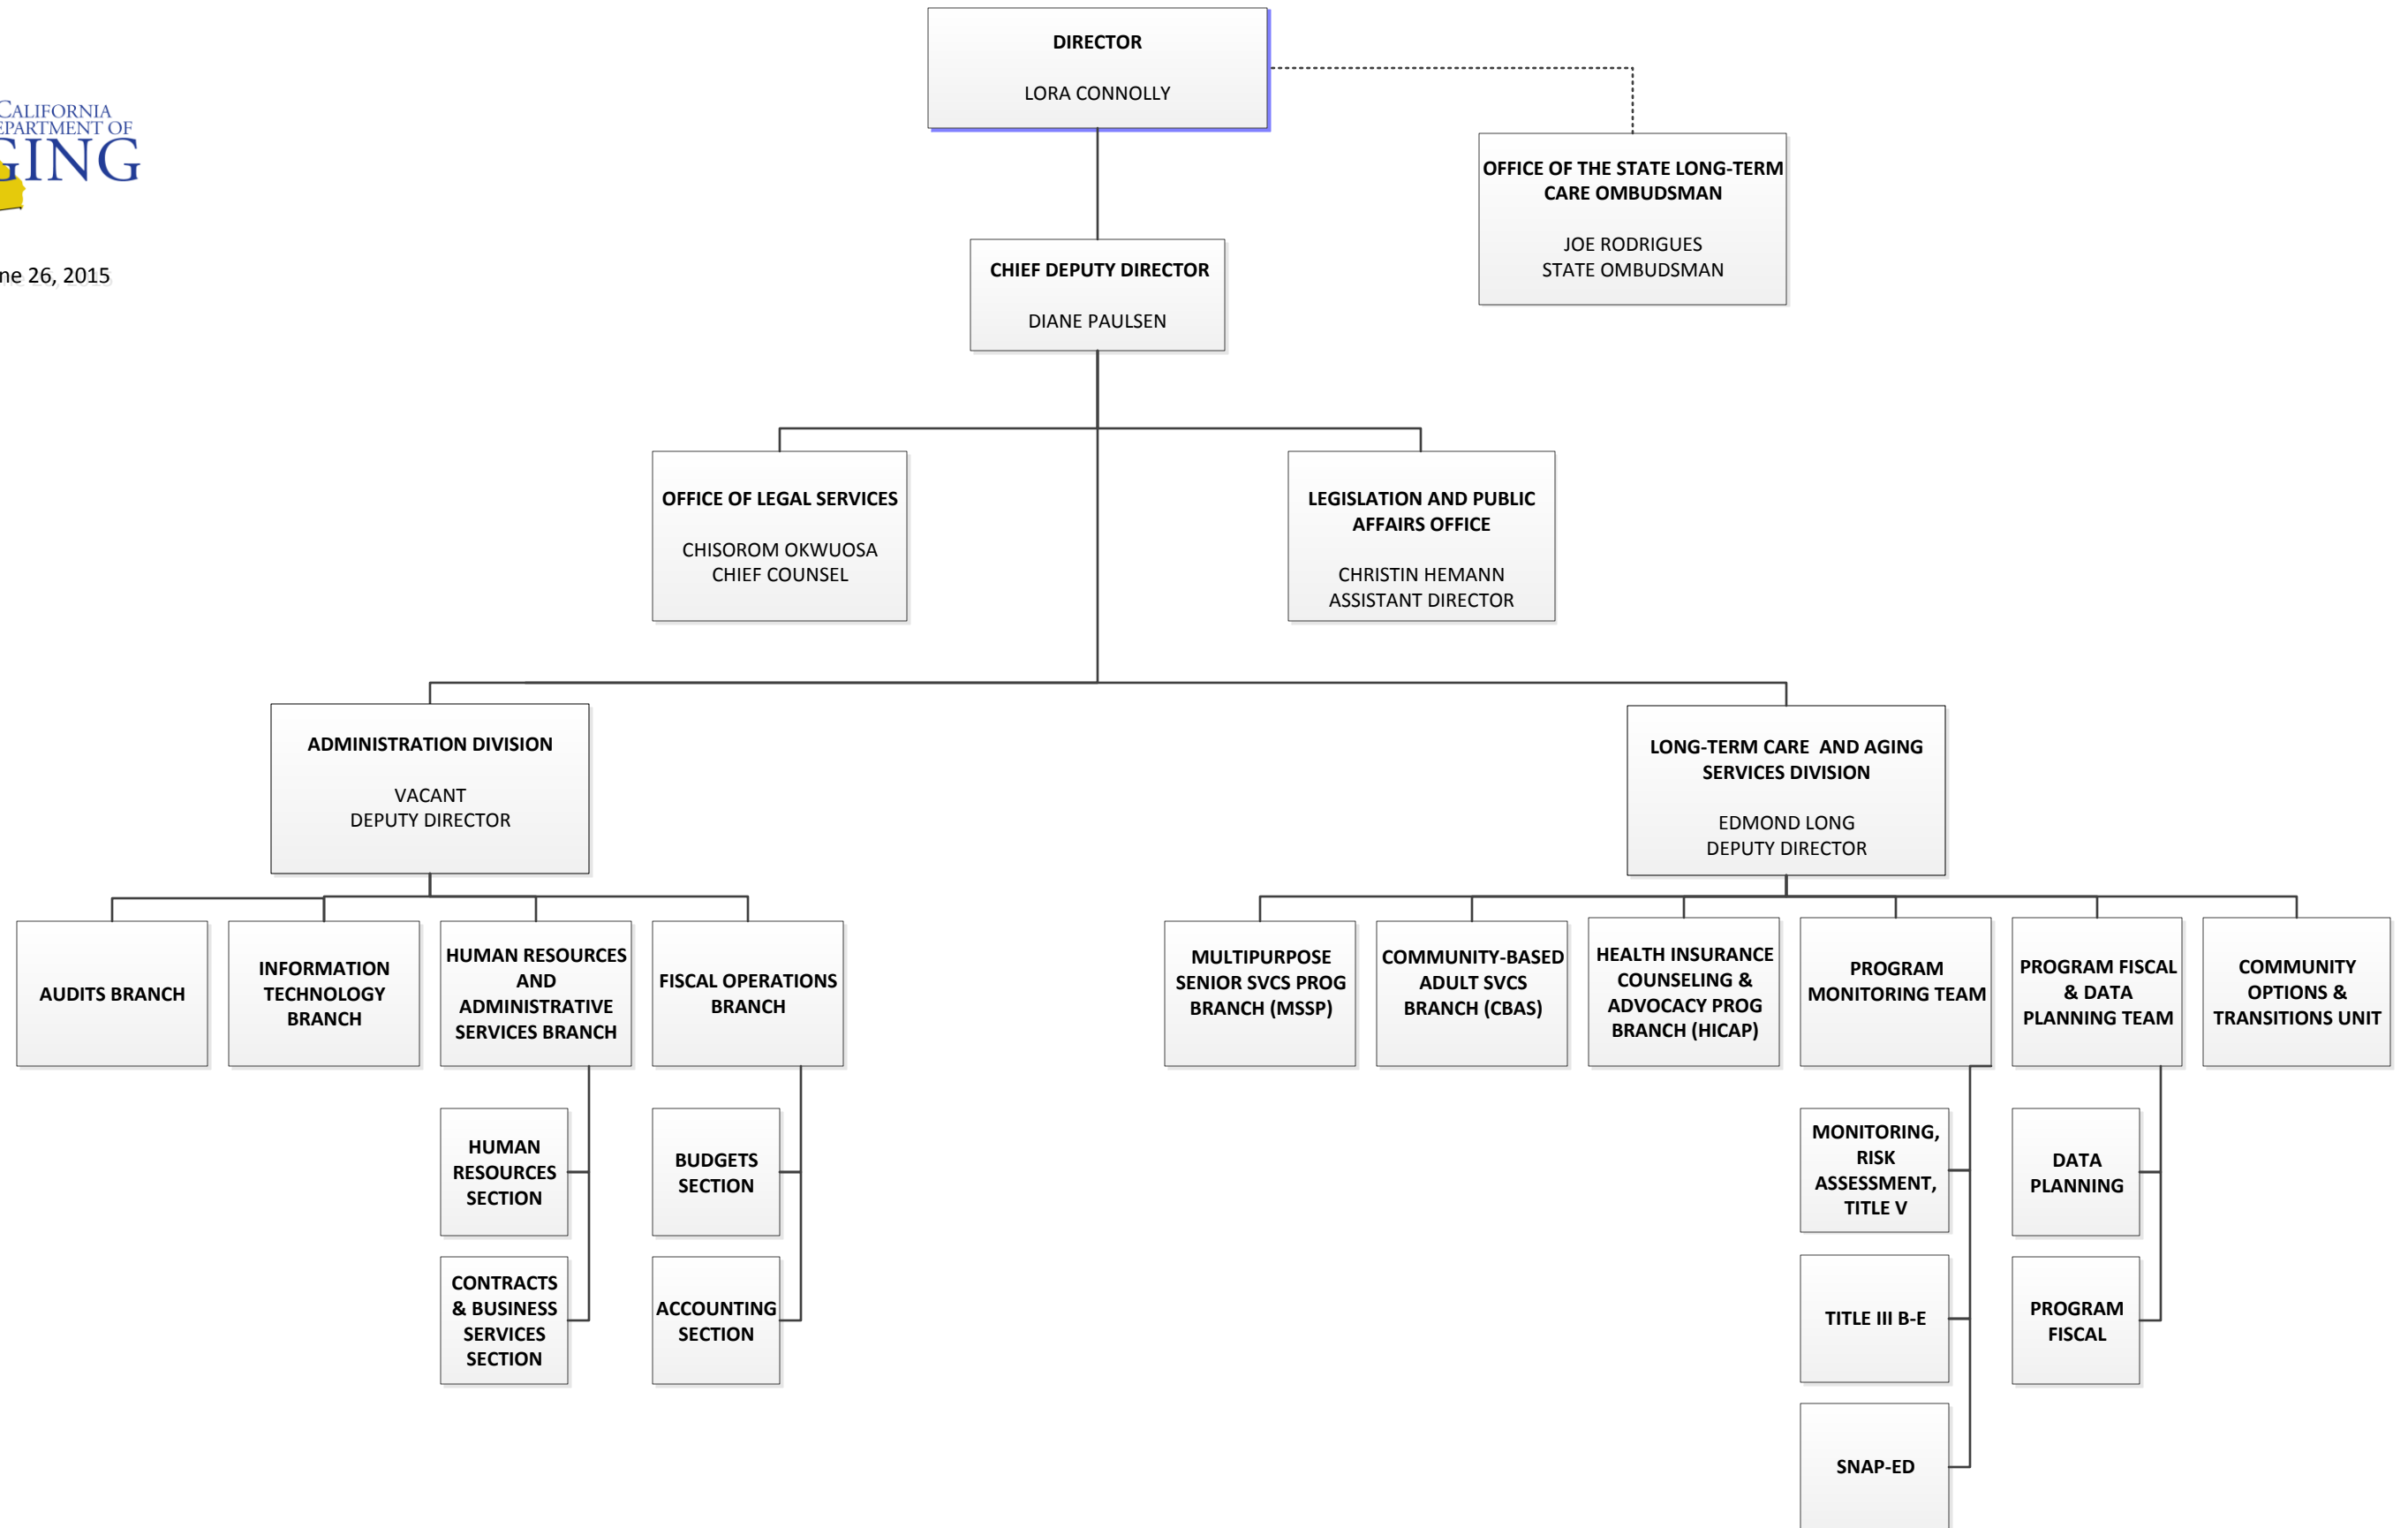 DIRECTOR
LORA CONNOLLY
CALIFORNIA
OFFICE OF THE STATE LONG-TERM
CARE OMBUDSMAN
JOE RODRIGUES
STATE OMBUDSMAN
26, 2015
CHIEF DEPUTY DIRECTOR
DIANE PAULSEN
OFFICE OF LEGAL SERVICES
CHISOROM OKWUOSA
CHIEF COUNSEL
LEGISLATION AND PUBLIC
AFFAIRS OFFICE
CHRISTIN HEMANN
ASSISTANT DIRECTOR
ADMINISTRATION DIVISION
VACANT
DEPUTY DIRECTOR
LONG-TERM CARE AND AGING
SERVICES DIVISION
EDMOND LONG
DEPUTY DIRECTOR
AUDITS BRANCH
INFORMATION
TECHNOLOGY
BRANCH
HUMAN RESOURCES
AND
ADMINISTRATIVE
SERVICES BRANCH
FISCAL OPERATIONS
BRANCH
MULTIPURPOSE
SENIOR SVCS PROG
BRANCH (MSSP)
COMMUNITY-BASED
ADULT SVCS
BRANCH (CBAS)
HEALTH INSURANCE
COUNSELING &
ADVOCACY PROG
BRANCH (HICAP)
PROGRAM
MONITORING TEAM
PROGRAM FISCAL
& DATA
PLANNING TEAM
COMMUNITY
OPTIONS &
TRANSITIONS UNIT
HUMAN
RESOURCES
SECTION
BUDGETS
SECTION
MONITORING,
RISK
ASSESSMENT,
TITLE V
DATA
PLANNING
CONTRACTS
& BUSINESS
SERVICES
SECTION
ACCOUNTING
SECTION
TITLE III B-E
PROGRAM
FISCAL
SNAP-ED